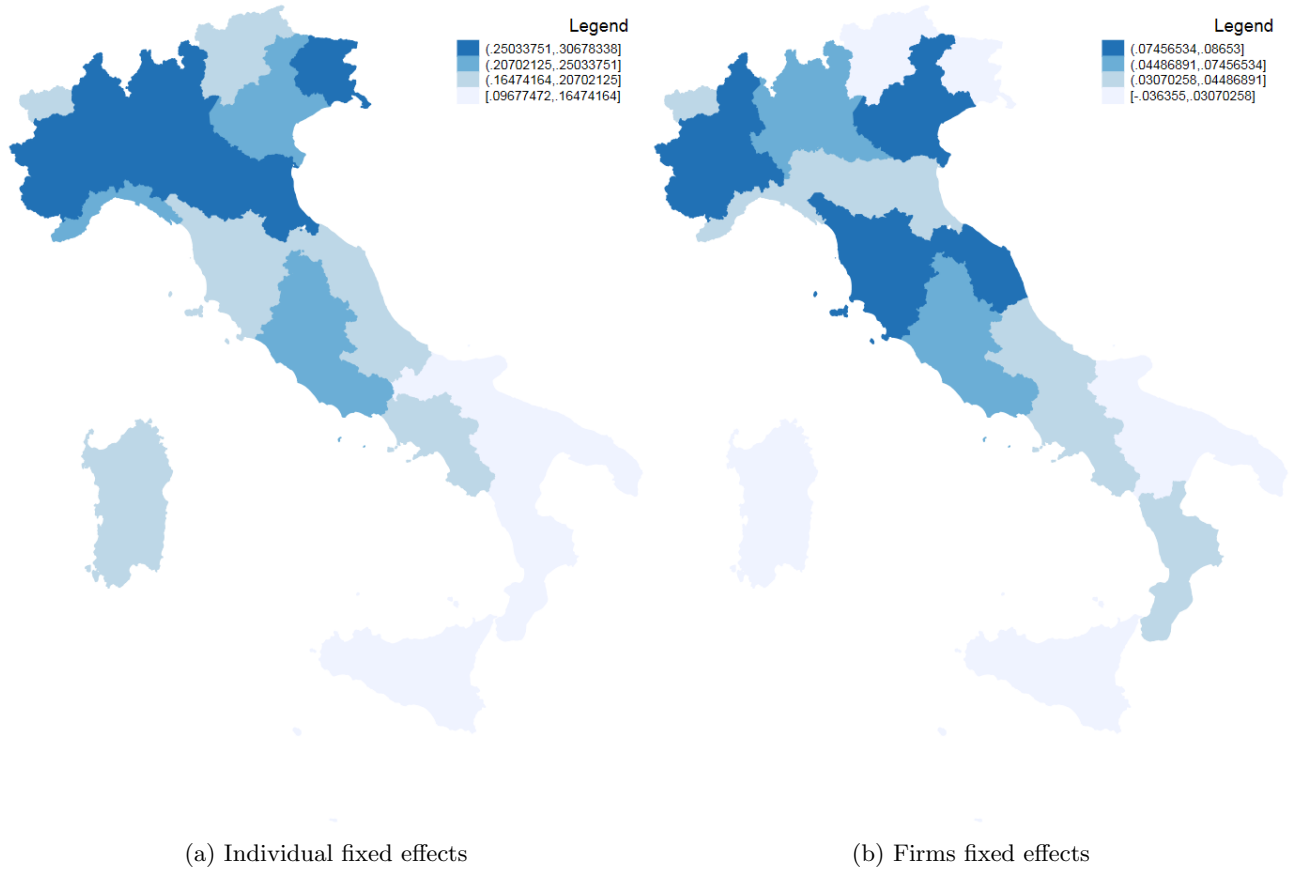 Legend
(.25033751,.30678338]
(.20702125,.25033751]
(.16474164,.20702125]
[.09677472,.16474164]
Legend
(.07456534,.08653]
(.04486891,.07456534]
(.03070258,.04486891]
[-.036355,.03070258]
(a) Individual fixed effects
(b) Firms fixed effects